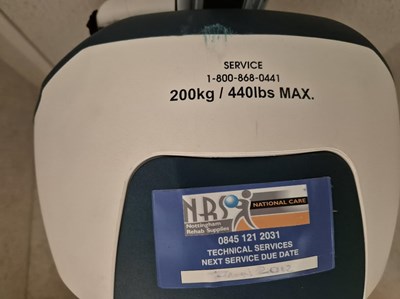 SERVICE
1-800-868-0441
200kg / 440lbs MAX.
NRS
NATIONAL CARE
Nottingham
Rehab Supplies
0845 121 2031
TECHNICAL SERVICES
NEXT SERVICE DUE DATE